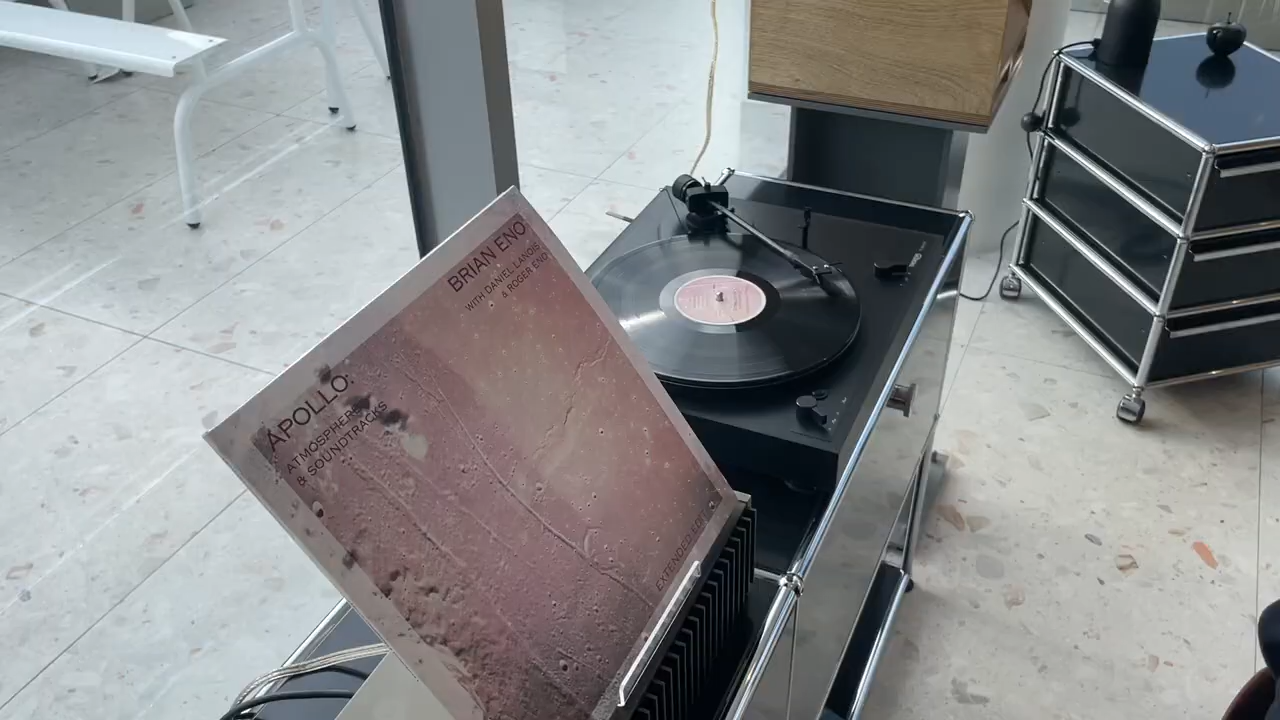 BRIAN ENO
WITH DANIEL LANOIS
& ROGER ENO
APOLLO:
ATMOSPHERES
& SOUNDTRACKS
EXTENDED